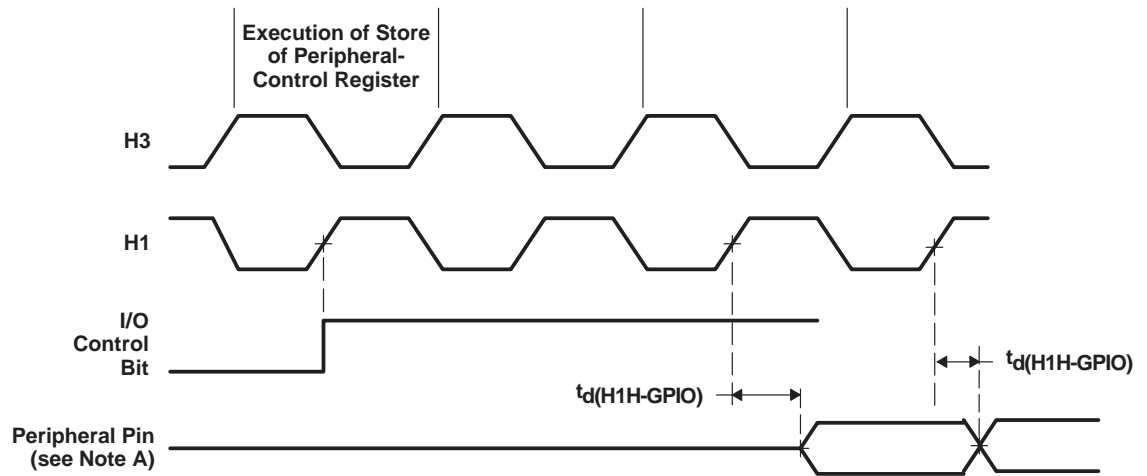 Execution of Store
of Peripheral-
Control Register
H3
H1
I/O
Control
Bit
td(H1H-GPIO)
td(H1H-GPIO)
Peripheral Pin
(see Note A)